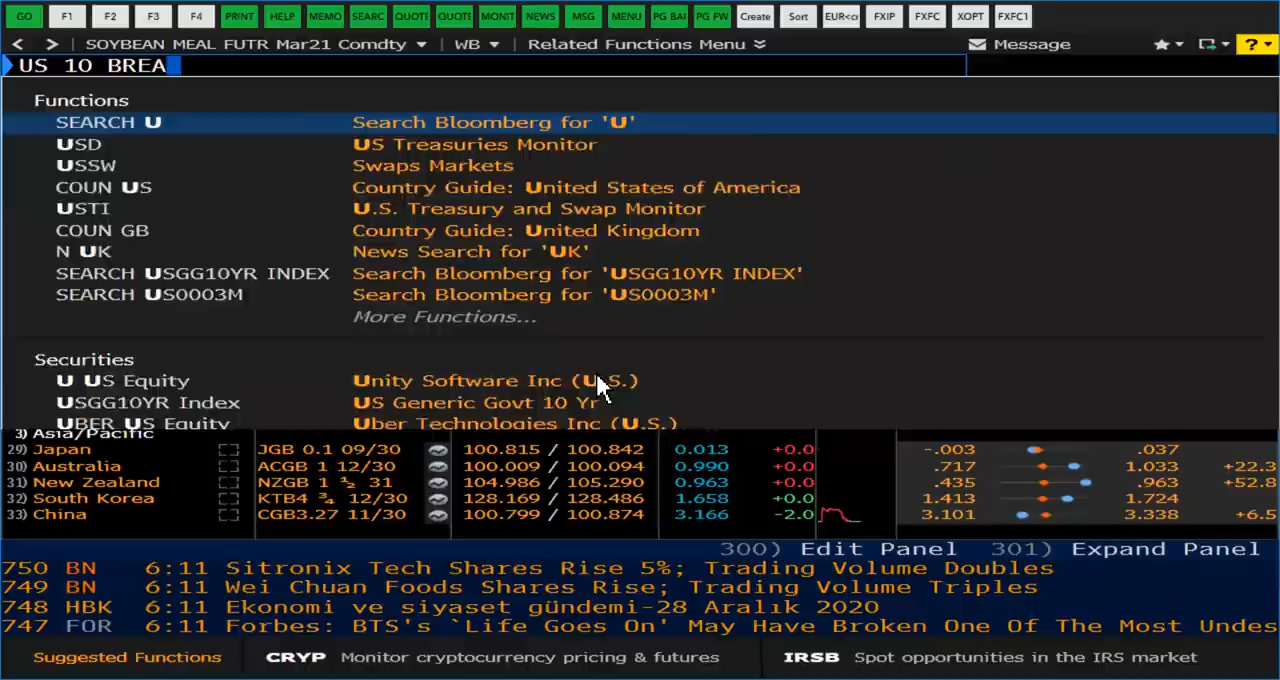 GO F1 F2 F3 F4 PRINT HELP MEMO SEARC QUOTE QUOTE MONIT NEWS MSG MENU PG BA PG FW Create Sort EUR<cr FXIP FXFC XOPT FXFC1
< > SOYBEAN MEAL FUTR Mar21 Comdty WB Related Functions Menu Message ?
US 10 BREA
Functions
SEARCH U Search Bloomberg for 'U'
USD US Treasuries Monitor
USSW Swaps Markets
COUN US Country Guide: United States of America
USTI U.S. Treasury and Swap Monitor
COUN GB Country Guide: United Kingdom
N UK News Search for 'UK'
SEARCH USGG10YR INDEX Search Bloomberg for 'USGG10YR INDEX'
SEARCH US0003M Search Bloomberg for 'US0003M'
More Functions...
Securities
U US Equity Unity Software Inc (U.S.)
USGG10YR Index US Generic Govt 10 Yr
UBER US Equity Uber Technologies Inc (U.S.)
3) Asia/Pacific
29) Japan JGB 0.1 09/30 100.815 / 100.842 0.013 +0.0 -.003 .037
30) Australia ACGB 1 12/30 100.009 / 100.094 0.990 +0.0 .717 1.033 +22.3
31) New Zealand NZGB 1 ½ 31 104.986 / 105.290 0.963 +0.0 .435 .963 +52.8
32) South Korea KTB4 ¾ 12/30 128.169 / 128.486 1.658 +0.0 1.413 1.724
33) China CGB3.27 11/30 100.799 / 100.874 3.166 -2.0 3.101 3.338 +6.5
300) Edit Panel 301) Expand Panel
750 BN 6:11 Sitronix Tech Shares Rise 5%; Trading Volume Doubles
749 BN 6:11 Wei Chuan Foods Shares Rise; Trading Volume Triples
748 HBK 6:11 Ekonomi ve siyaset gündemi-28 Aralık 2020
747 FOR 6:11 Forbes: BTS's `Life Goes On' May Have Broken One Of The Most Undes
Suggested Functions CRYP Monitor cryptocurrency pricing & futures IRSB Spot opportunities in the IRS market